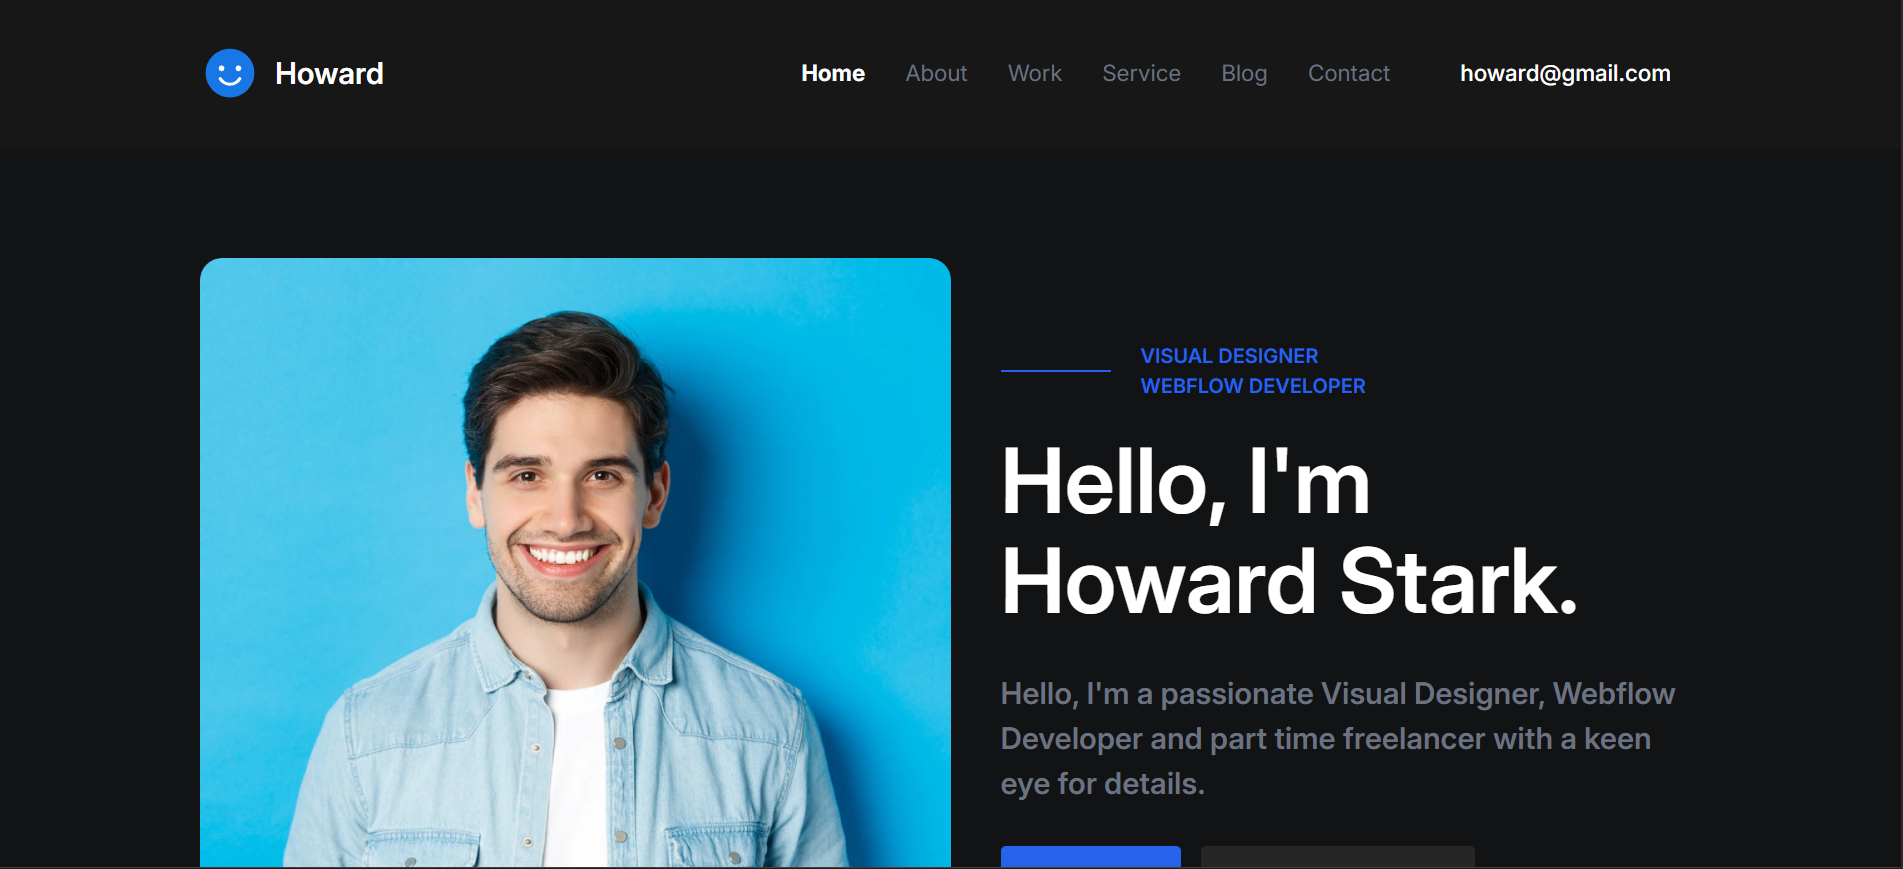 Howard
Home About Work Service Blog Contact howard@gmail.com
VISUAL DESIGNER
WEBFLOW DEVELOPER
Hello, I'm
Howard Stark.
Hello, I'm a passionate Visual Designer, Webflow
Developer and part time freelancer with a keen
eye for details.